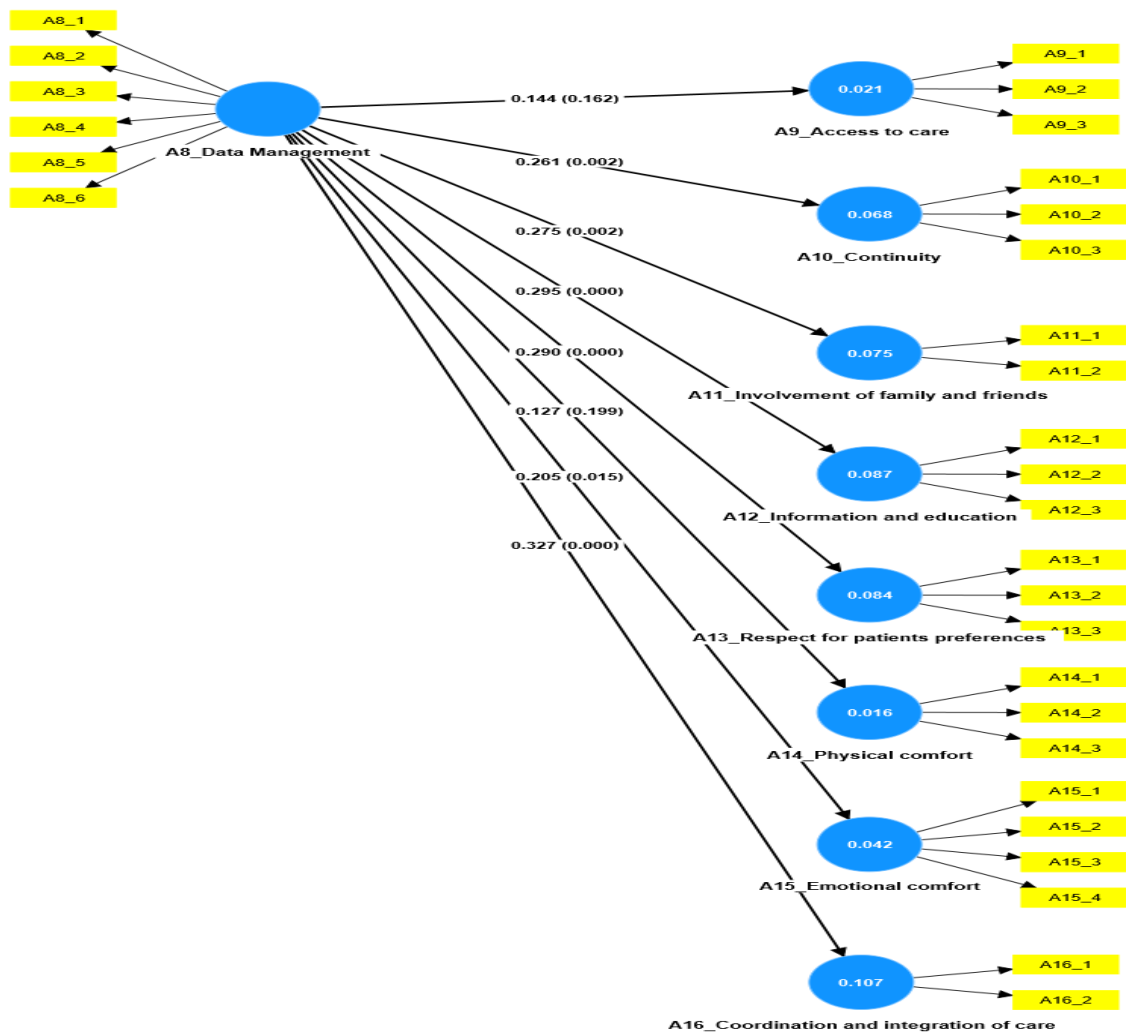 A8_1
A8_2
A8_3
A8_4
A8_5
A8_6
A8_Data Management
0.144 (0.162)
0.261 (0.002)
0.275 (0.002)
0.295 (0.000)
0.290 (0.000)
0.127 (0.199)
0.205 (0.015)
0.327 (0.000)
0.021
A9_Access to care
A9_1
A9_2
A9_3
0.068
A10_Continuity
A10_1
A10_2
A10_3
0.075
A11_Involvement of family and friends
A11_1
A11_2
0.087
A12_Information and education
A12_1
A12_2
A12_3
0.084
A13_Respect for patients preferences
A13_1
A13_2
A13_3
0.016
A14_Physical comfort
A14_1
A14_2
A14_3
0.042
A15_Emotional comfort
A15_1
A15_2
A15_3
A15_4
0.107
A16_Coordination and integration of care
A16_1
A16_2